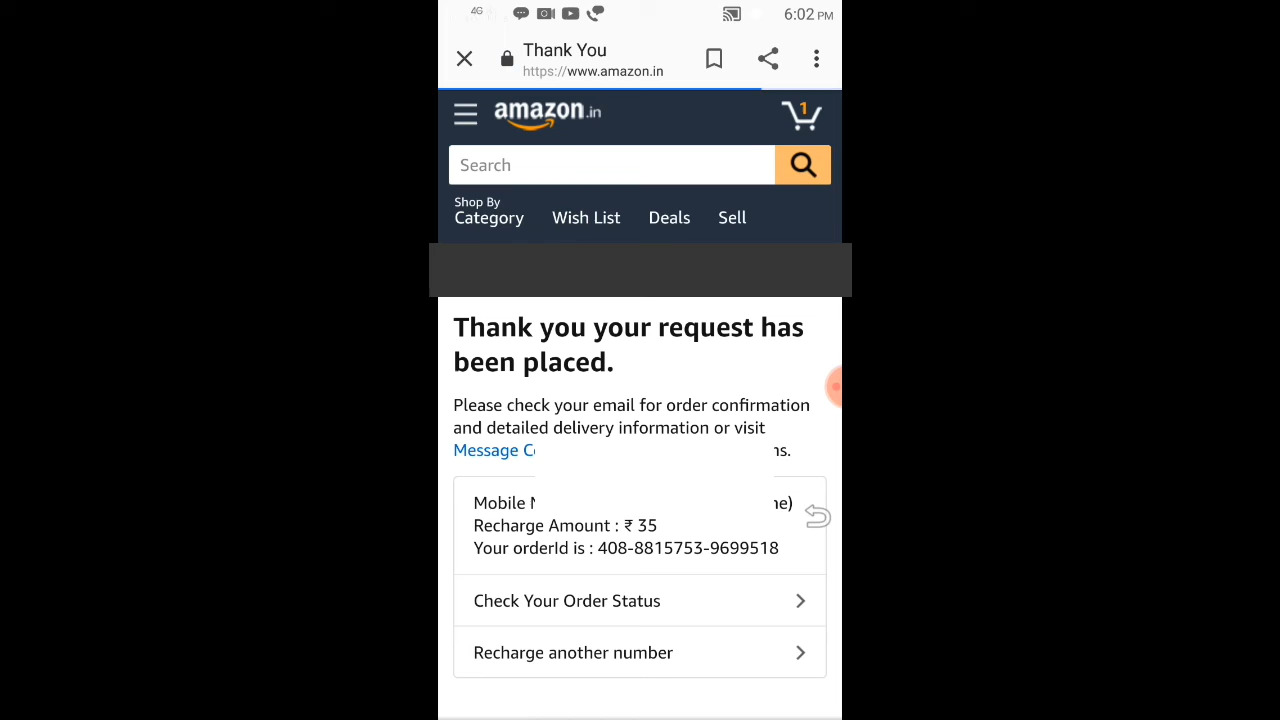 4G 6:02 PM
Thank You
https://www.amazon.in
amazon.in 1
Search
Shop By
Category Wish List Deals Sell
Thank you your request has
been placed.
Please check your email for order confirmation
and detailed delivery information or visit
Message
Mobile
Recharge Amount : ₹ 35
Your orderId is : 408-8815753-9699518
Check Your Order Status
Recharge another number